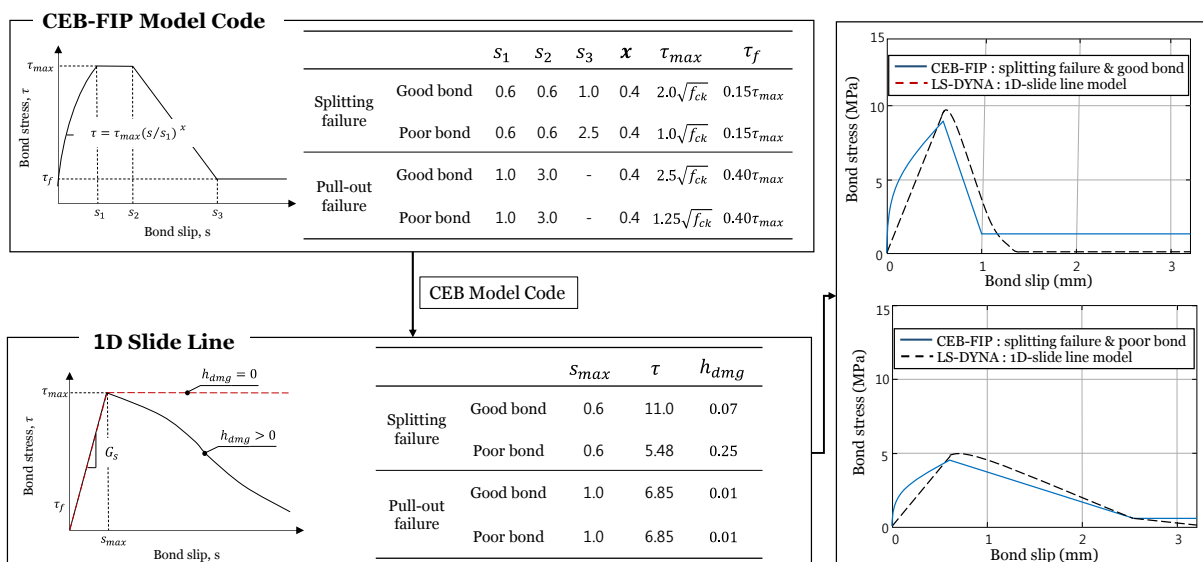 CEB-FIP Model Code
τmax
τf
τ = τmax(s/s1)^x
s1 s2 s3
Bond stress, τ
Bond slip, s
s1 s2 s3 x τmax τf
Splitting failure
Good bond 0.6 0.6 1.0 0.4 2.0√fck 0.15τmax
Poor bond 0.6 0.6 2.5 0.4 1.0√fck 0.15τmax
Pull-out failure
Good bond 1.0 3.0 - 0.4 2.5√fck 0.40τmax
Poor bond 1.0 3.0 - 0.4 1.25√fck 0.40τmax
CEB Model Code
1D Slide Line
τmax
τf
hdmg = 0
hdmg > 0
Gs
smax
Bond stress, τ
Bond slip, s
smax τ hdmg
Splitting failure
Good bond 0.6 11.0 0.07
Poor bond 0.6 5.48 0.25
Pull-out failure
Good bond 1.0 6.85 0.01
Poor bond 1.0 6.85 0.01
CEB-FIP : splitting failure & good bond
LS-DYNA : 1D-slide line model
Bond stress (MPa)
15
10
5
0
0 1 2 3
Bond slip (mm)
CEB-FIP : splitting failure & poor bond
LS-DYNA : 1D-slide line model
Bond stress (MPa)
15
10
5
0
0 1 2 3
Bond slip (mm)